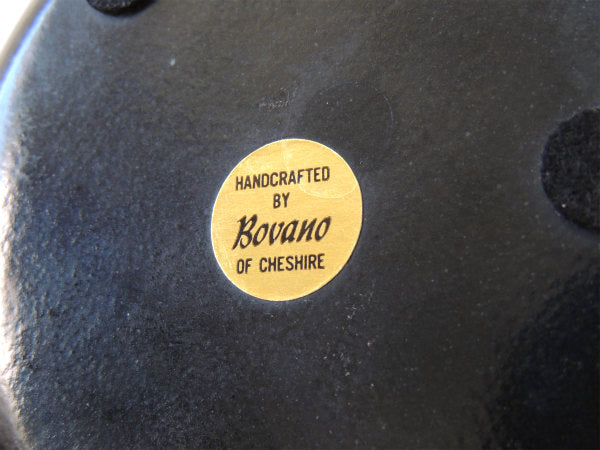 HANDCRAFTED
BY
Bovano
OF CHESHIRE